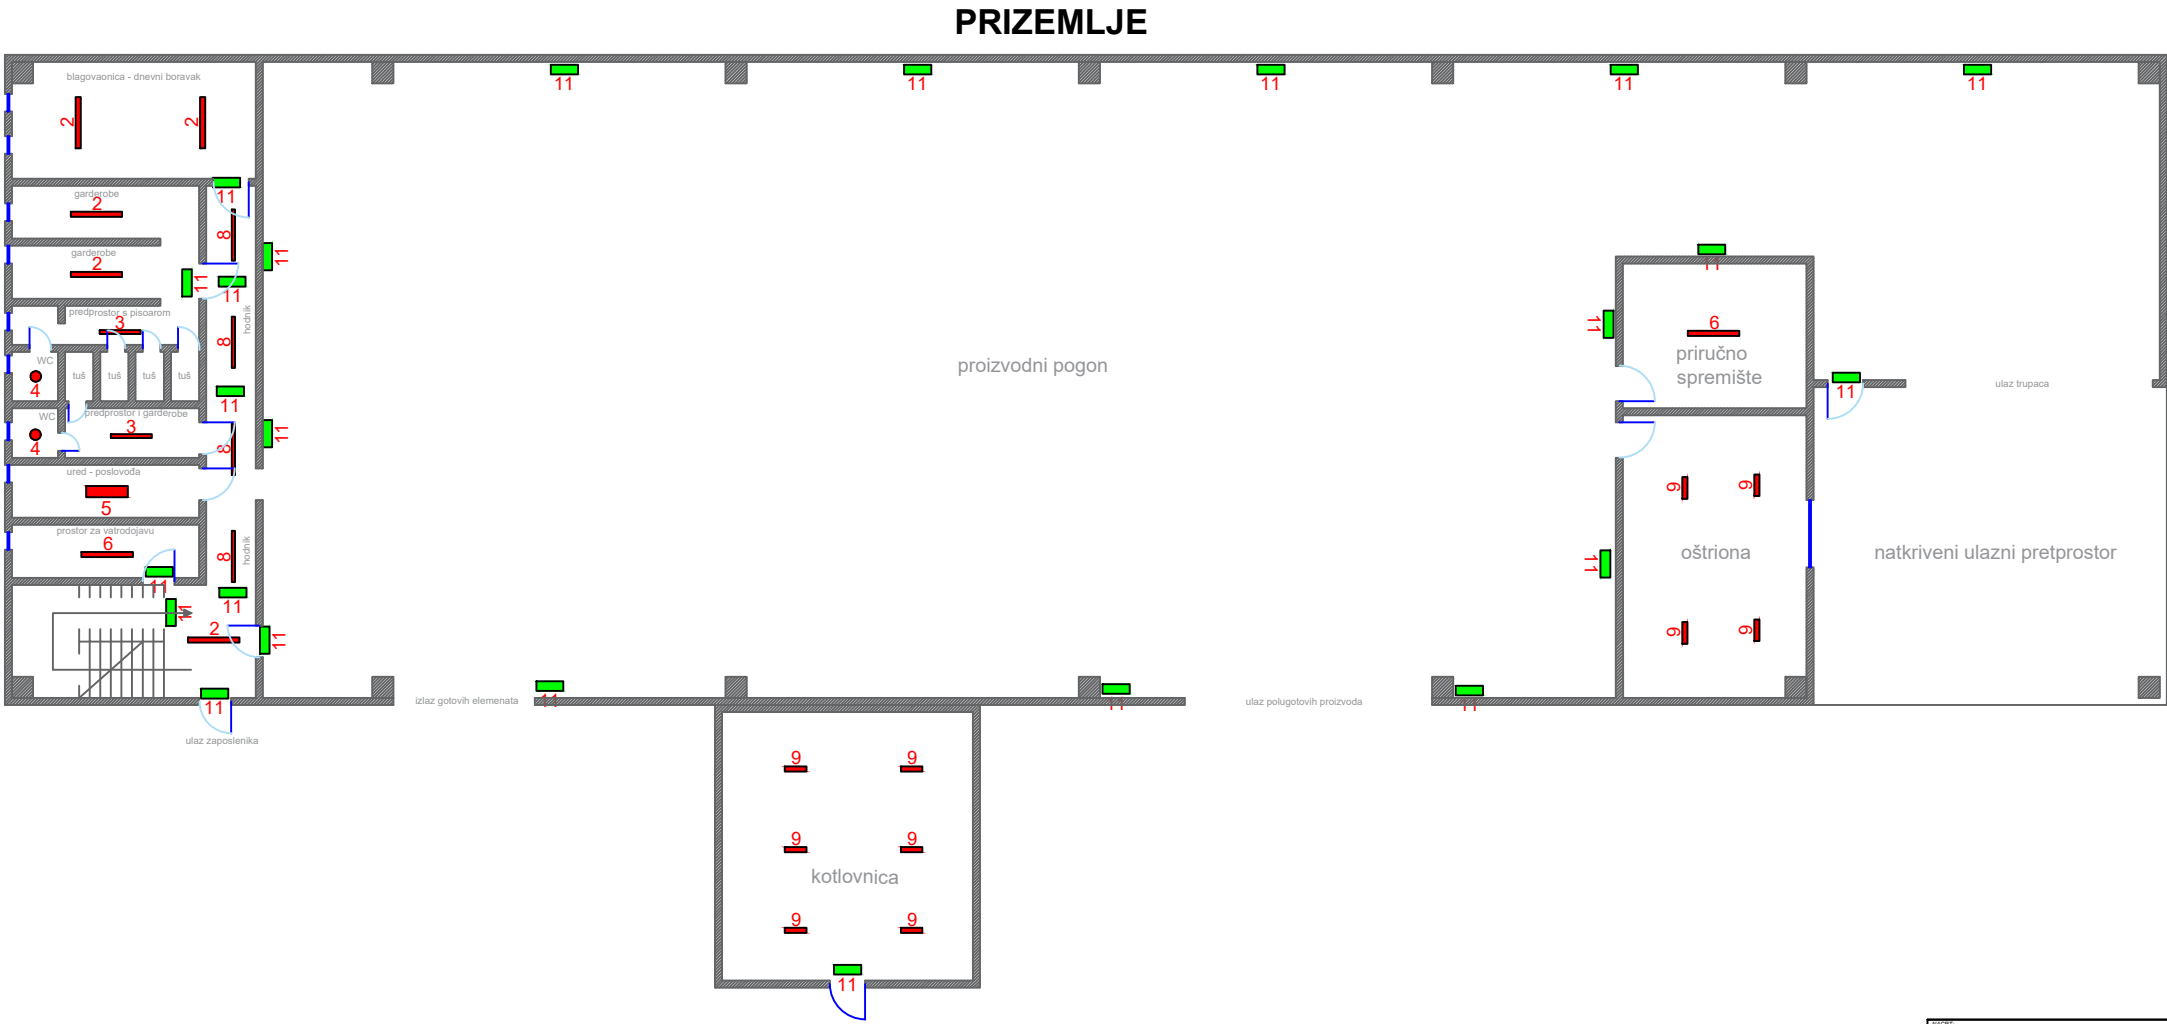 PRIZEMLJE
blagovaonica - dnevni boravak
11
11
11
11
11
2
2
garderobe
11
2
8
garderobe
11
2
11
11
hodnik
predprostor s pisoarom
3
8
WC
tuš
tuš
tuš
tuš
4
11
WC
predprostor i garderobe
3
4
8
11
ured - poslovođa
5
prostor za vatrodojavu
6
8
hodnik
11
11
11
2
11
11
ulaz zaposlenika
proizvodni pogon
11
11
6
priručno
spremište
11
ulaz trupaca
9
9
11
oštriona
natkriveni ulazni pretprostor
9
9
izlaz gotovih elemenata
11
11
ulaz polugotovih proizvoda
11
9
9
9
9
kotlovnica
9
9
11